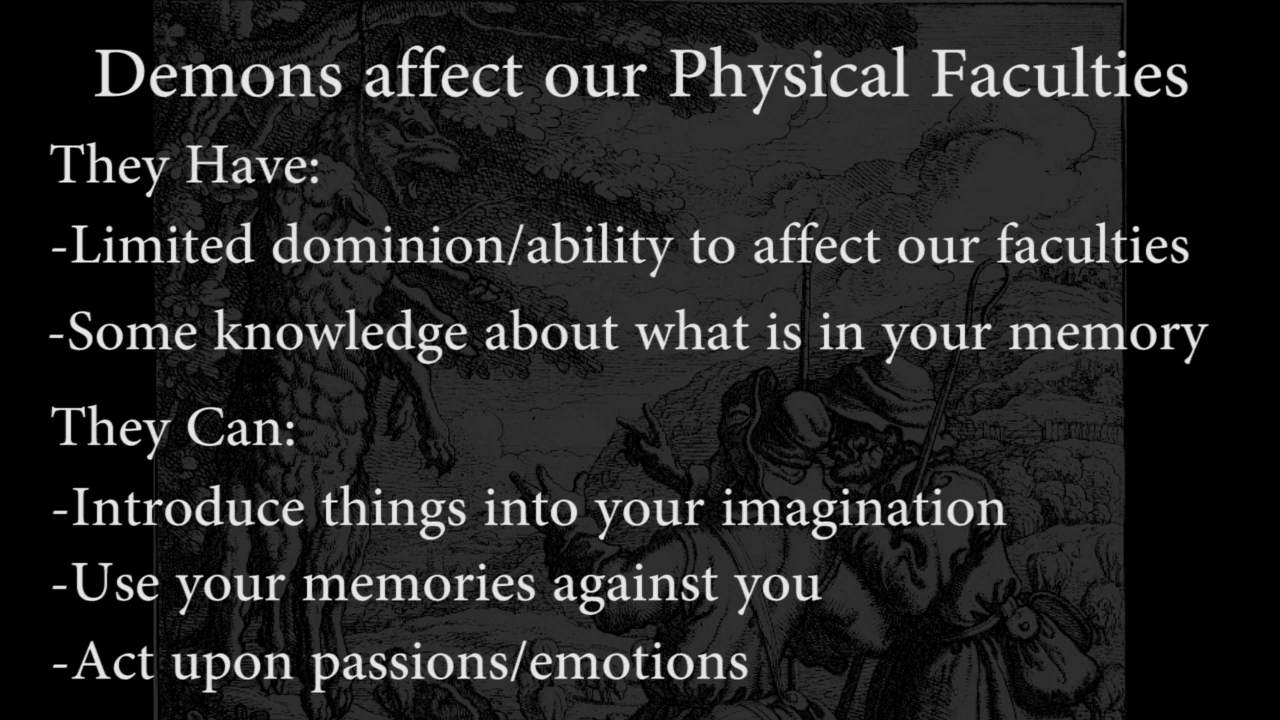 Demons affect our Physical Faculties
They Have:
-Limited dominion/ability to affect our faculties
-Some knowledge about what is in your memory
They Can:
-Introduce things into your imagination
-Use your memories against you
-Act upon passions/emotions